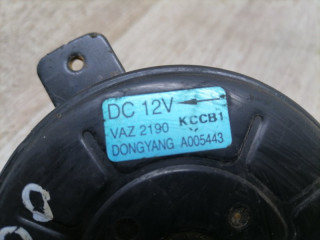 DC 12V
VAZ 2190 KCCB1
DONGYANG A005443